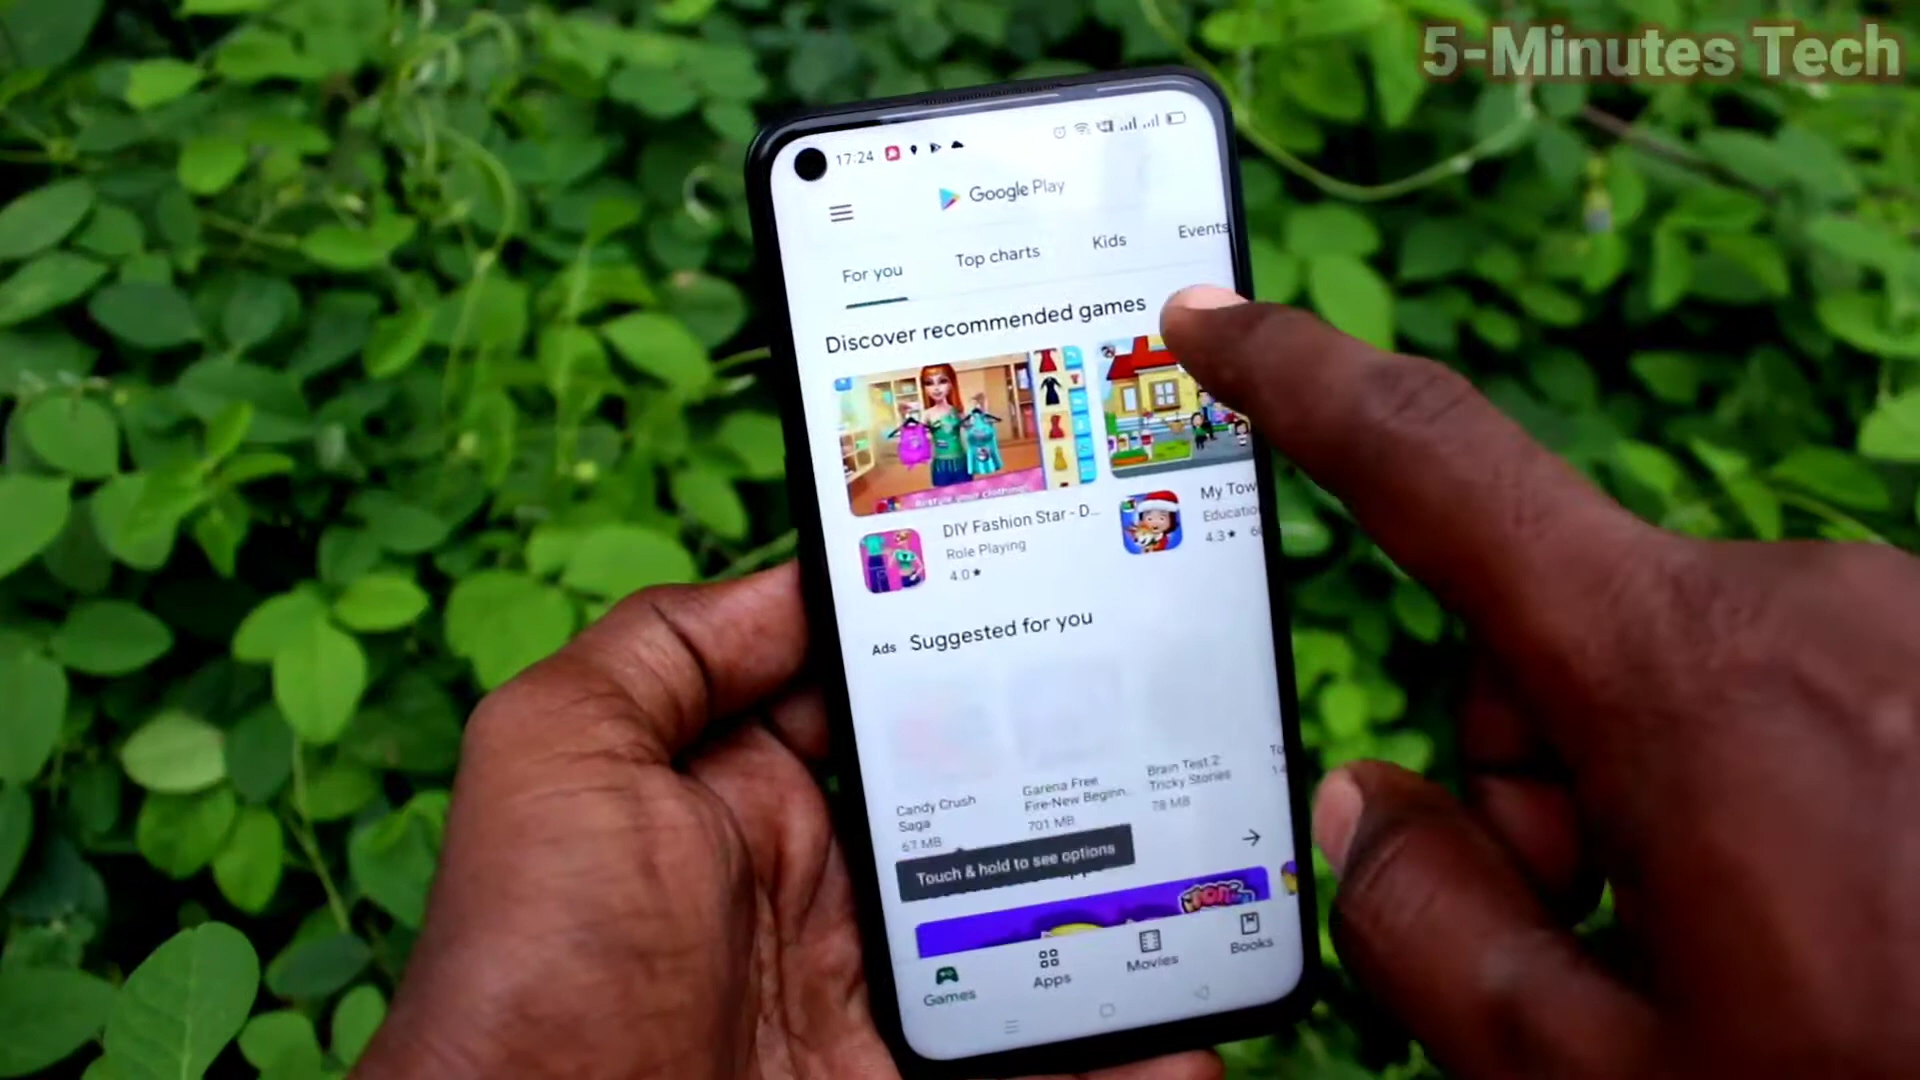 5-Minutes Tech
17:24
Google Play
For you Top charts Kids Events
Discover recommended games
Restyle your clothing!
DIY Fashion Star - D...
Role Playing
4.0★
My Tow
Educatio
4.3★
Ads Suggested for you
Candy Crush
Saga
67 MB
Garena Free
Fire-New Beginn..
701 MB
Brain Test 2:
Tricky Stories
78 MB
Touch & hold to see options
Games Apps Movies Books